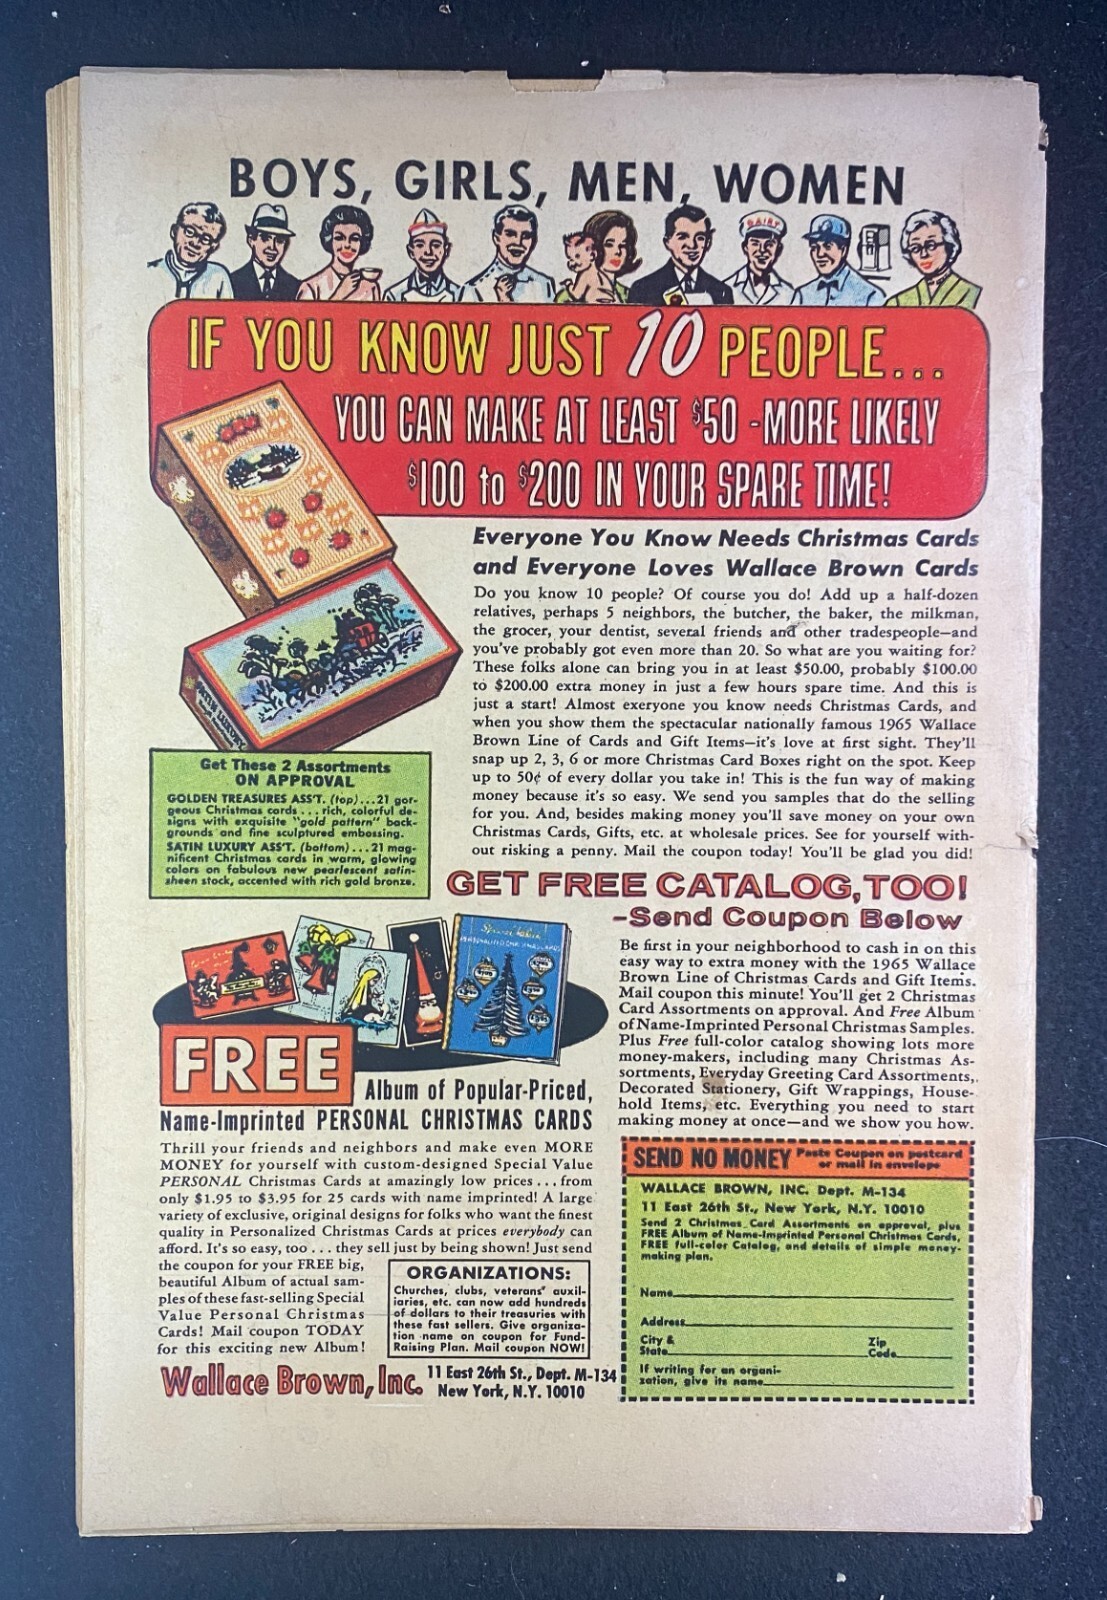 BOYS, GIRLS, MEN, WOMEN
DAIRY
IF YOU KNOW JUST 10 PEOPLE...
YOU CAN MAKE AT LEAST $50 - MORE LIKELY
$100 to $200 IN YOUR SPARE TIME!
Everyone You Know Needs Christmas Cards
and Everyone Loves Wallace Brown Cards
Do you know 10 people? Of course you do! Add up a half-dozen
relatives, perhaps 5 neighbors, the butcher, the baker, the milkman,
the grocer, your dentist, several friends and other tradespeople—and
you've probably got even more than 20. So what are you waiting for?
These folks alone can bring you in at least $50.00, probably $100.00
to $200.00 extra money in just a few hours spare time. And this is
just a start! Almost exeryone you know needs Christmas Cards, and
when you show them the spectacular nationally famous 1965 Wallace
Brown Line of Cards and Gift Items—it's love at first sight. They'll
snap up 2, 3, 6 or more Christmas Card Boxes right on the spot. Keep
up to 50¢ of every dollar you take in! This is the fun way of making
money because it's so easy. We send you samples that do the selling
for you. And, besides making money you'll save money on your own
Christmas Cards, Gifts, etc. at wholesale prices. See for yourself with-
out risking a penny. Mail the coupon today! You'll be glad you did!
SATIN LUXURY
Get These 2 Assortments
ON APPROVAL
GOLDEN TREASURES ASS'T. (top)...21 gor-
geous Christmas cards...rich, colorful de-
signs with exquisite "gold pattern" back-
grounds and fine sculptured embossing.
SATIN LUXURY ASS'T. (bottom)...21 mag-
nificent Christmas cards in warm, glowing
colors on fabulous new pearlescent satin-
sheen stock, accented with rich gold bronze.
GET FREE CATALOG, TOO!
-Send Coupon Below
Be first in your neighborhood to cash in on this
easy way to extra money with the 1965 Wallace
Brown Line of Christmas Cards and Gift Items.
Mail coupon this minute! You'll get 2 Christmas
Card Assortments on approval. And Free Album
of Name-Imprinted Personal Christmas Samples.
Plus Free full-color catalog showing lots more
money-makers, including many Christmas As-
sortments, Everyday Greeting Card Assortments,
Decorated Stationery, Gift Wrappings, House-
hold Items, etc. Everything you need to start
making money at once—and we show you how.
PERSONALIZED CHRISTMAS CARDS
FREE
Album of Popular-Priced,
Name-Imprinted PERSONAL CHRISTMAS CARDS
Thrill your friends and neighbors and make even MORE
MONEY for yourself with custom-designed Special Value
PERSONAL Christmas Cards at amazingly low prices...from
only $1.95 to $3.95 for 25 cards with name imprinted! A large
variety of exclusive, original designs for folks who want the finest
quality in Personalized Christmas Cards at prices everybody can
afford. It's so easy, too...they sell just by being shown! Just send
the coupon for your FREE big,
beautiful Album of actual sam-
ples of these fast-selling Special
Value Personal Christmas
Cards! Mail coupon TODAY
for this exciting new Album!
ORGANIZATIONS:
Churches, clubs, veterans' auxil-
iaries, etc. can now add hundreds
of dollars to their treasuries with
these fast sellers. Give organiza-
tion name on coupon for Fund-
Raising Plan. Mail coupon NOW!
Wallace Brown, Inc. 11 East 26th St., Dept. M-134
New York, N.Y. 10010
SEND NO MONEY Paste Coupon on postcard
or mail in envelope
WALLACE BROWN, INC. Dept. M-134
11 East 26th St., New York, N.Y. 10010
Send 2 Christmas Card Assortments on approval, plus
FREE Album of Name-Imprinted Personal Christmas Cards,
FREE full-color Catalog, and details of simple money-
making plan.
Name
Address
City &
State
Zip
Code
If writing for an organi-
zation, give its name